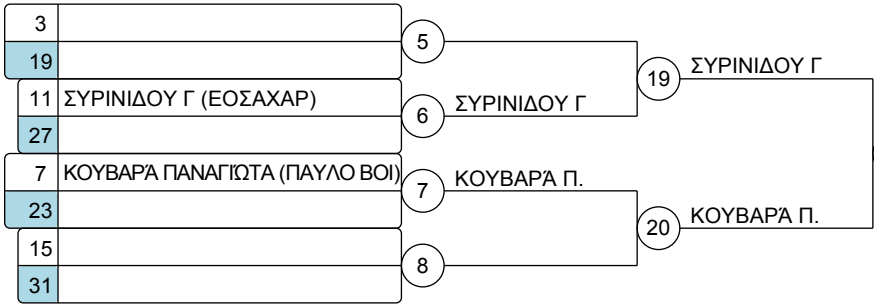 3
5
19
19 ΣΥΡΙΝΙΔΟΥ Γ
11 ΣΥΡΙΝΙΔΟΥ Γ (ΕΟΣΑΧΑΡ)
6 ΣΥΡΙΝΙΔΟΥ Γ
27
7 ΚΟΥΒΑΡΆ ΠΑΝΑΓΙΏΤΑ (ΠΑΥΛΟ ΒΟΙ)
7 ΚΟΥΒΑΡΆ Π.
23
20 ΚΟΥΒΑΡΆ Π.
15
8
31